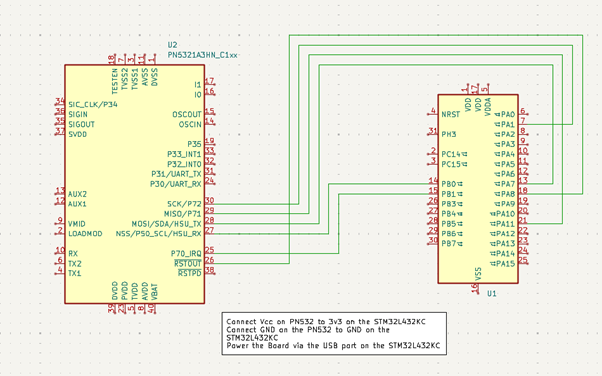 U2
PN5321A3HN_C1xx
TESTEN 18
TVSS2 7
TVSS1 3
AVSS 11
DVSS 1
34 SIC_CLK/P34
36 SIGIN
35 SIGOUT
37 SVDD
13 AUX2
12 AUX1
9 VMID
2 LOADMOD
10 RX
6 TX2
4 TX1
I1 17
I0 16
OSCOUT 15
OSCIN 14
P35 19
P33_INT1 33
P32_INT0 32
P31/UART_TX 31
P30/UART_RX 24
SCK/P72 30
MISO/P71 29
MOSI/SDA/HSU_TX 28
NSS/P50_SCL/HSU_RX 27
P70_IRQ 25
RSTOUT 26
RSTPD 38
DVDD 39
PVDD 23
TVDD 5
AVDD 8
VBAT 40
VDD 1
VDD 17
VDDA 5
4 NRST
31 PH3
2 PC14
3 PC15
14 PB0
15 PB1
26 PB3
27 PB4
28 PB5
29 PB6
30 PB7
PA0 6
PA1 7
PA2 8
PA3 9
PA4 10
PA5 11
PA6 12
PA7 13
PA8 18
PA9 19
PA10 20
PA11 21
PA12 22
PA13 23
PA14 24
PA15 25
VSS 16
U1
Connect Vcc on PN532 to 3v3 on the STM32L432KC
Connect GND on the PN532 to GND on the
STM32L432KC
Power the Board via the USB port on the STM32L432KC